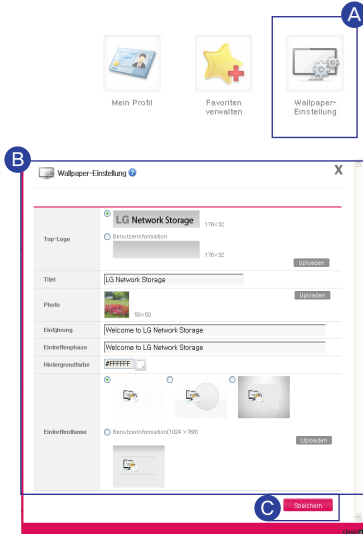 A
Mein Profil
Favoriten
verwalten
Wallpaper-
Einstellung
B
Wallpaper-Einstellung ?
X
Top-Logo
LG Network Storage
176×32
Benutzerinformation
176×32
Uploaden
Titel
LG Network Storage
Photo
50×50
Uploaden
Einführung
Welcome to LG Network Storage
Eintreffenphase
Welcome to LG Network Storage
Hintergrundfarbe
#FFFFFF
Eintreffentheme
Benutzerinformation(1024 ×768)
Uploaden
C
Speichern